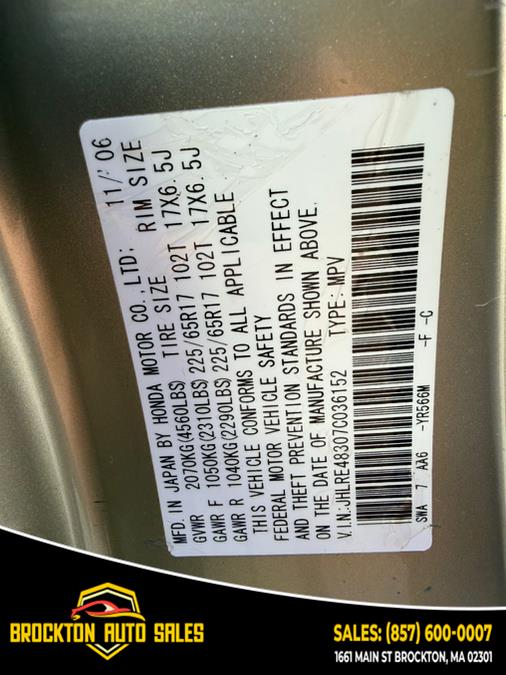 MFD. IN JAPAN BY HONDA MOTOR CO.,LTD; 11/ 06
GVWR 2070KG(4560LBS) TIRE SIZE RIM SIZE
GAWR F 1050KG(2310LBS) 225/65R17 102T 17X6.5J
GAWR R 1040KG(2290LBS) 225/65R17 102T 17X6.5J
THIS VEHICLE CONFORMS TO ALL APPLICABLE
FEDERAL MOTOR VEHICLE SAFETY
AND THEFT PREVENTION STANDARDS IN EFFECT
ON THE DATE OF MANUFACTURE SHOWN ABOVE.
V.I.N:JHLRE48307C036152 TYPE: MPV
SWA 7 AA6 -YR566M -F -C
BROCKTON AUTO SALES
SALES: (857) 600-0007
1661 MAIN ST BROCKTON, MA 02301